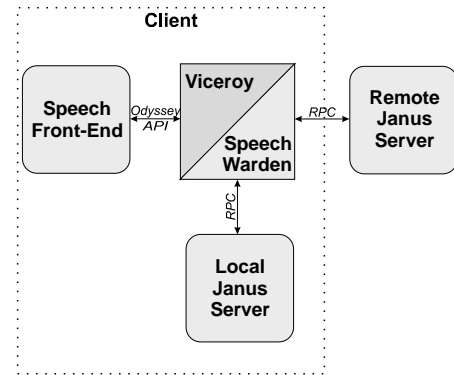 Client
Speech
Front-End
Odyssey
API
Viceroy
Speech
Warden
RPC
Remote
Janus
Server
RPC
Local
Janus
Server